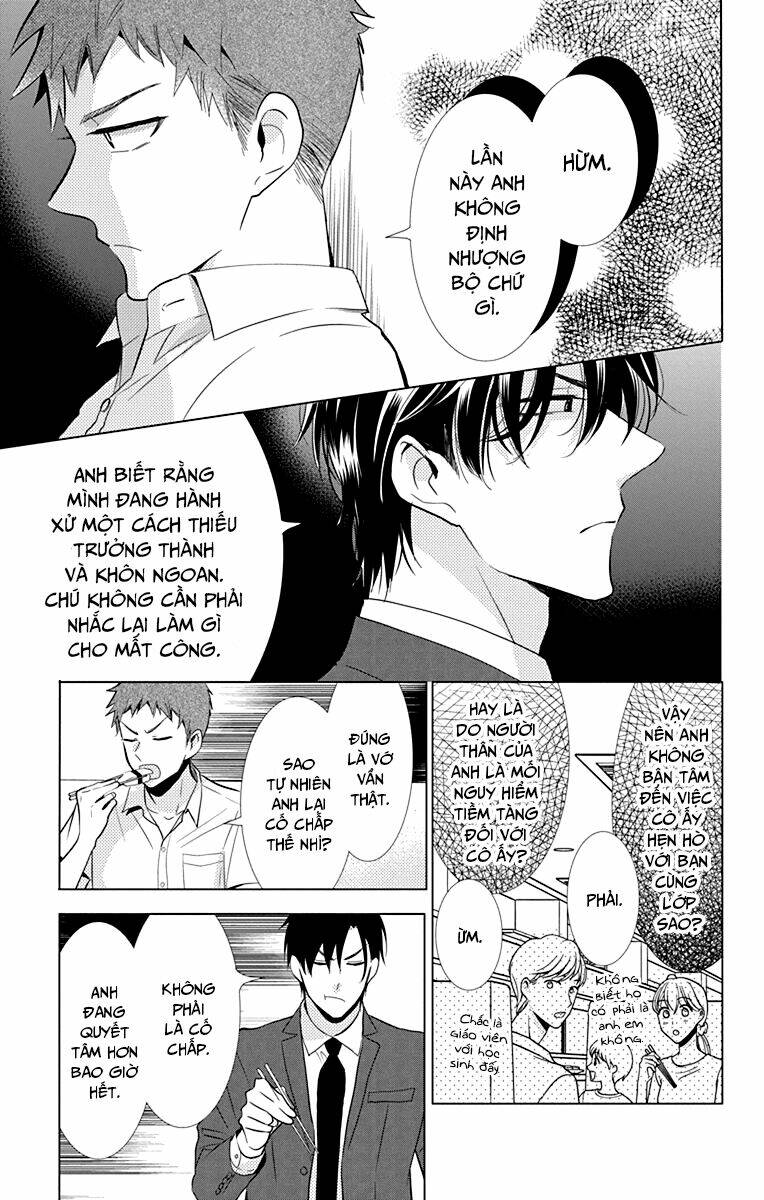 HỪM.
LẦN
NÀY ANH
KHÔNG
ĐỊNH
NHƯỢNG
BỘ CHỨ
GÌ.
ANH BIẾT RẰNG
MÌNH ĐANG HÀNH
XỬ MỘT CÁCH THIẾU
TRƯỞNG THÀNH
VÀ KHÔN NGOAN.
CHÚ KHÔNG CẦN PHẢI
NHẮC LẠI LÀM GÌ
CHO MẤT CÔNG.
VẬY
NÊN ANH
KHÔNG
BẬN TÂM
ĐẾN VIỆC
CÔ ẤY
HẸN HÒ
VỚI BẠN
CÙNG
LỚP
SAO?
HAY LÀ
DO NGƯỜI
THÂN CỦA
ANH LÀ MỐI
NGUY HIỂM
TIỀM TÀNG
ĐỐI VỚI
CÔ ẤY?
PHẢI.
ỪM.
Không
biết họ
có phải là
anh em
không.
Chắc là
giáo viên
với học
sinh đấy.
ĐÚNG
LÀ VỚ
VẨN
THẬT.
SAO
TỰ NHIÊN
ANH LẠI
CỐ CHẤP
THẾ NHỈ?
KHÔNG
PHẢI
LÀ CỐ
CHẤP.
ANH
ĐANG
QUYẾT
TÂM HƠN
BAO GIỜ
HẾT.